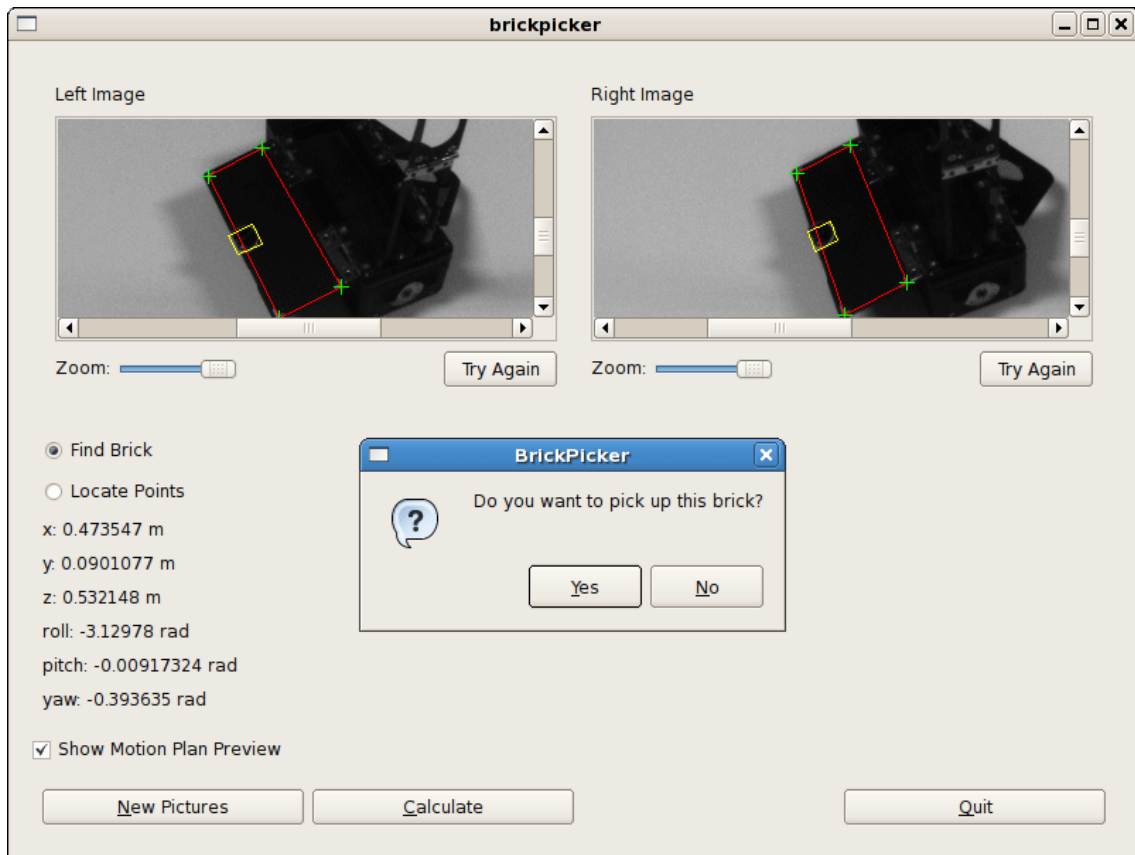 brickpicker
Left Image
Right Image
Zoom:
Try Again
Zoom:
Try Again
Find Brick
Locate Points
x: 0.473547 m
y: 0.0901077 m
z: 0.532148 m
roll: -3.12978 rad
pitch: -0.00917324 rad
yaw: -0.393635 rad
BrickPicker
Do you want to pick up this brick?
Yes
No
Show Motion Plan Preview
New Pictures
Calculate
Quit